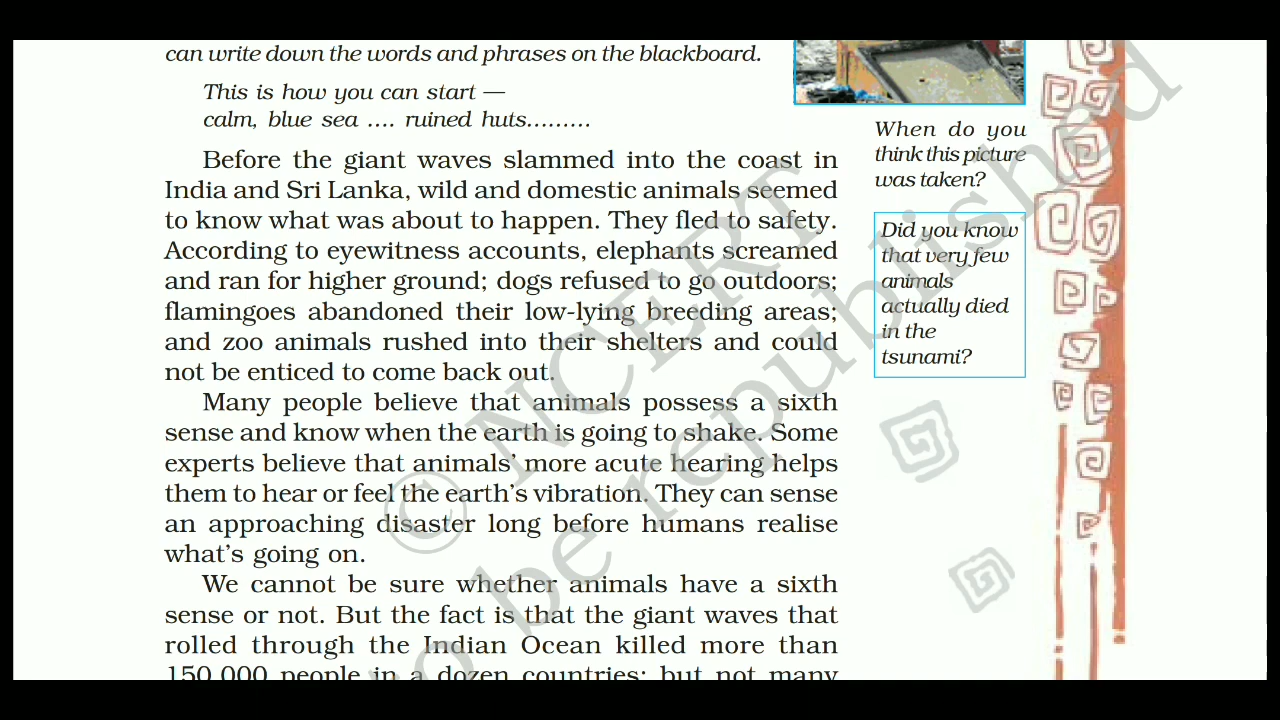 can write down the words and phrases on the blackboard.
This is how you can start —
calm, blue sea .... ruined huts.........
Before the giant waves slammed into the coast in
India and Sri Lanka, wild and domestic animals seemed
to know what was about to happen. They fled to safety.
According to eyewitness accounts, elephants screamed
and ran for higher ground; dogs refused to go outdoors;
flamingoes abandoned their low-lying breeding areas;
and zoo animals rushed into their shelters and could
not be enticed to come back out.
Many people believe that animals possess a sixth
sense and know when the earth is going to shake. Some
experts believe that animals' more acute hearing helps
them to hear or feel the earth's vibration. They can sense
an approaching disaster long before humans realise
what's going on.
We cannot be sure whether animals have a sixth
sense or not. But the fact is that the giant waves that
rolled through the Indian Ocean killed more than
150,000 people in a dozen countries; but not many
When do you
think this picture
was taken?
Did you know
that very few
animals
actually died
in the
tsunami?
© NCERT
to be republished